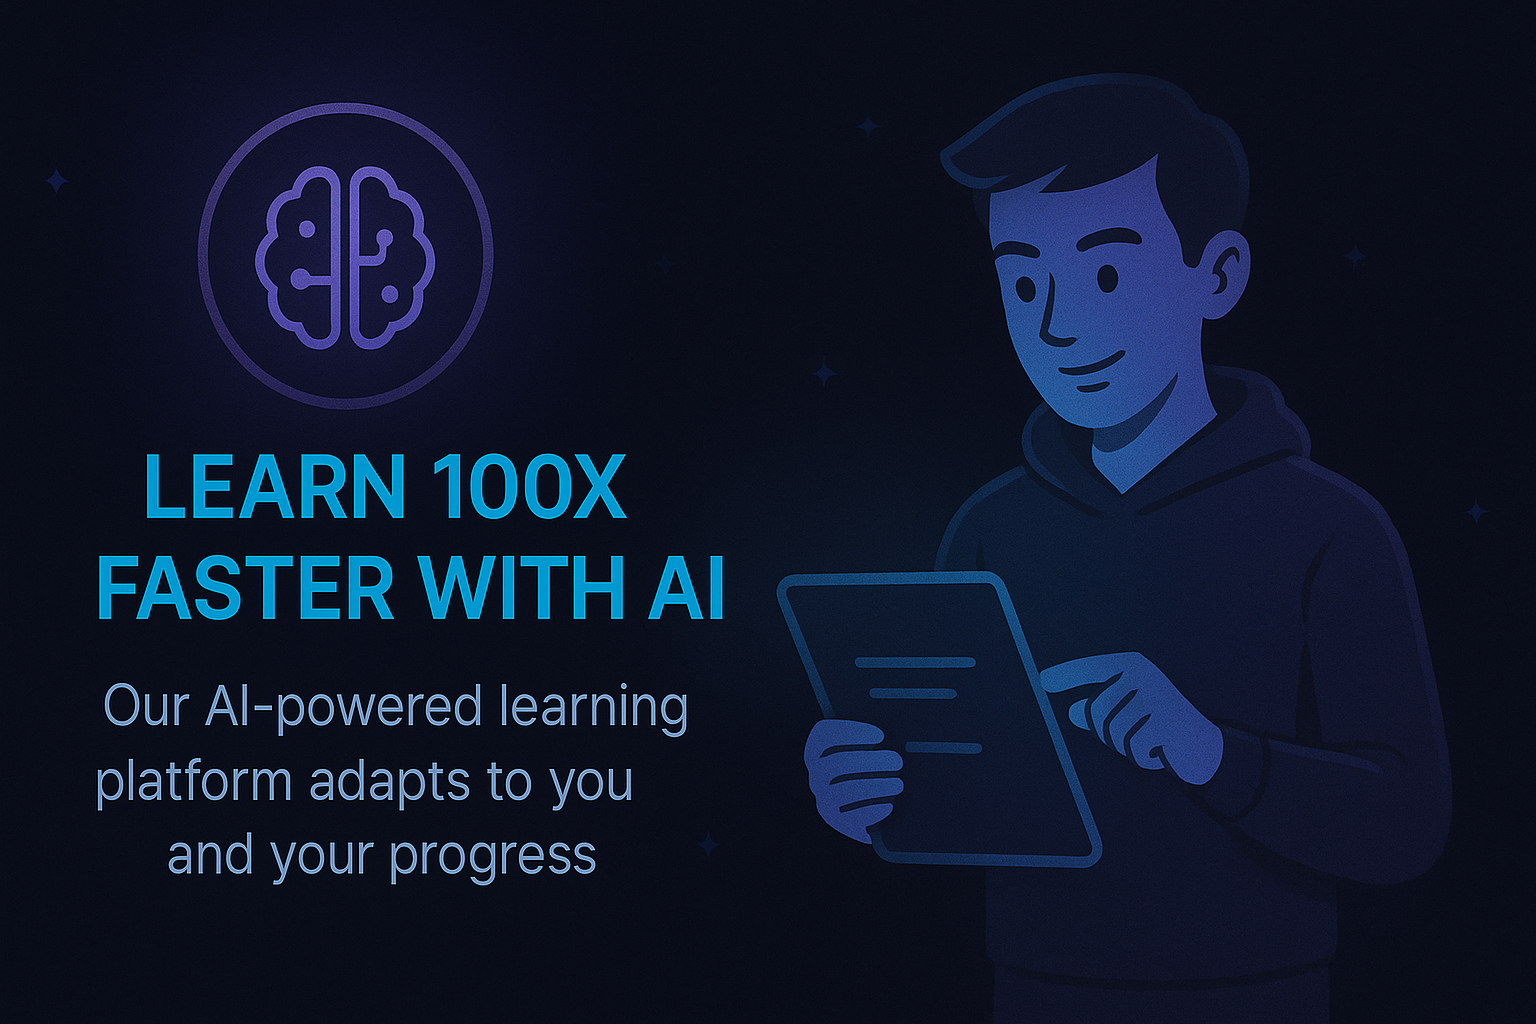 LEARN 100X
FASTER WITH AI
Our AI-powered learning
platform adapts to you
and your progress